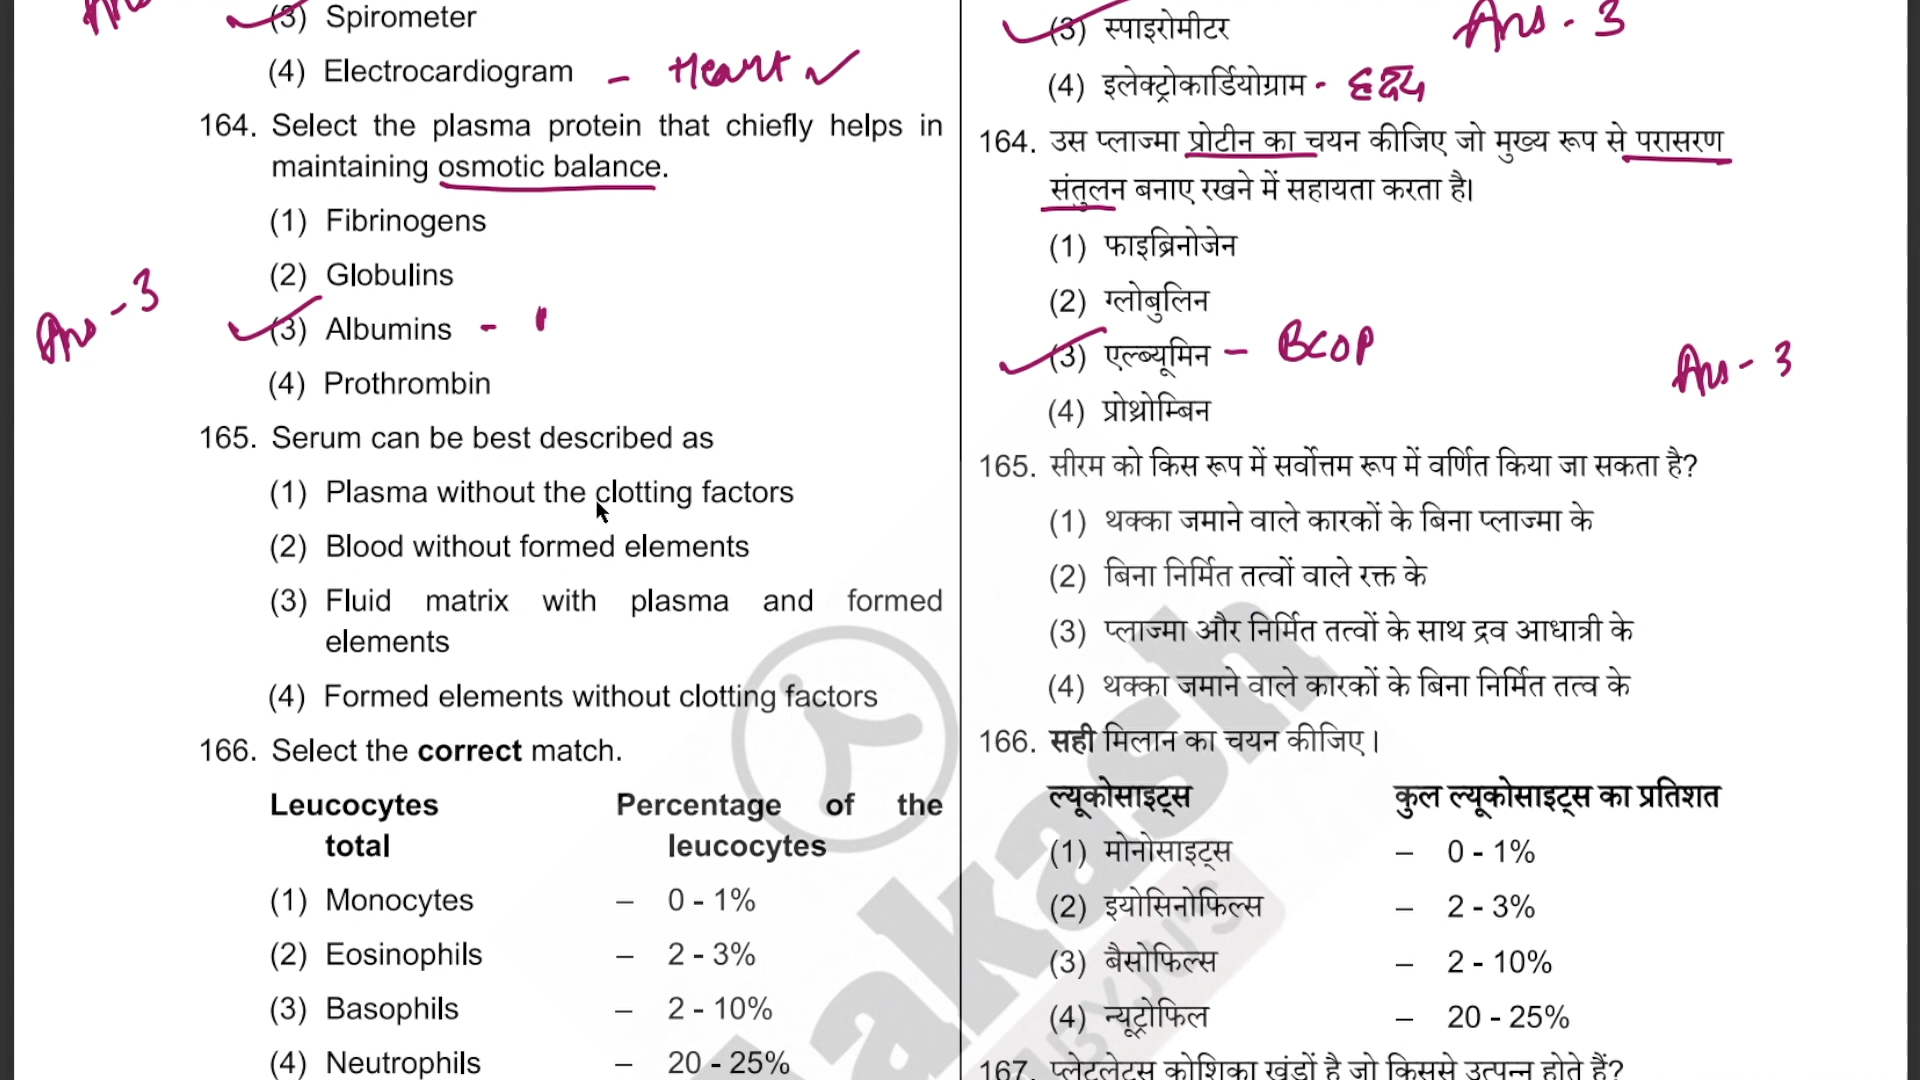 (3) Spirometer
(4) Electrocardiogram - Heart
164. Select the plasma protein that chiefly helps in
maintaining osmotic balance.
(1) Fibrinogens
(2) Globulins
Ans - 3
(3) Albumins -
(4) Prothrombin
165. Serum can be best described as
(1) Plasma without the clotting factors
(2) Blood without formed elements
(3) Fluid matrix with plasma and formed
elements
(4) Formed elements without clotting factors
166. Select the correct match.
Leucocytes Percentage of the
total leucocytes
(1) Monocytes – 0 - 1%
(2) Eosinophils – 2 - 3%
(3) Basophils – 2 - 10%
(4) Neutrophils – 20 - 25%
(3) स्पाइरोमीटर Ans - 3
(4) इलेक्ट्रोकार्डियोग्राम - हृदय
164. उस प्लाज्मा प्रोटीन का चयन कीजिए जो मुख्य रूप से परासरण
संतुलन बनाए रखने में सहायता करता है।
(1) फाइब्रिनोजेन
(2) ग्लोबुलिन
(3) एल्ब्यूमिन - BCOP
Ans - 3
(4) प्रोथ्रोम्बिन
165. सीरम को किस रूप में सर्वोत्तम रूप में वर्णित किया जा सकता है?
(1) थक्का जमाने वाले कारकों के बिना प्लाज्मा के
(2) बिना निर्मित तत्वों वाले रक्त के
(3) प्लाज्मा और निर्मित तत्वों के साथ द्रव आधात्री के
(4) थक्का जमाने वाले कारकों के बिना निर्मित तत्व के
166. सही मिलान का चयन कीजिए।
ल्यूकोसाइट्स कुल ल्यूकोसाइट्स का प्रतिशत
(1) मोनोसाइट्स – 0 - 1%
(2) इयोसिनोफिल्स – 2 - 3%
(3) बैसोफिल्स – 2 - 10%
(4) न्यूट्रोफिल – 20 - 25%
167. प्लेटलेट्स कोशिका खंडों है जो किससे उत्पन्न होते हैं?
akash
BYJU'S